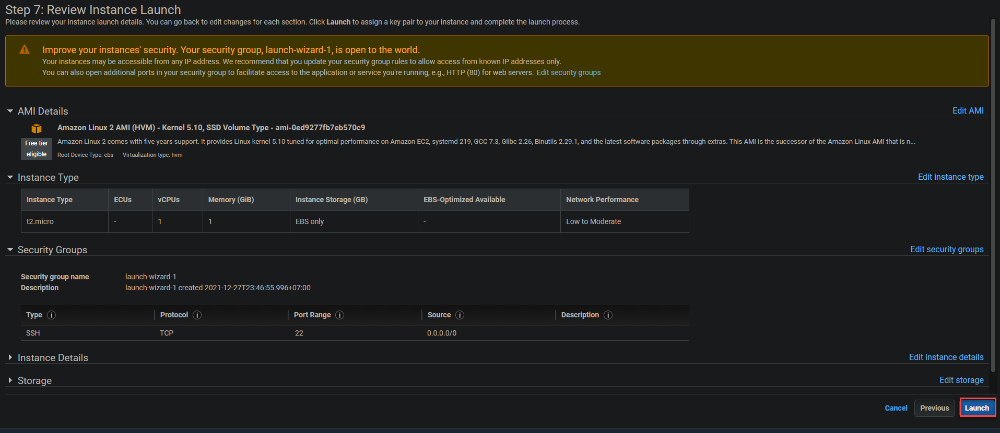 Step 7: Review Instance Launch
Please review your instance launch details. You can go back to edit changes for each section. Click Launch to assign a key pair to your instance and complete the launch process.
Improve your instances' security. Your security group, launch-wizard-1, is open to the world.
Your instances may be accessible from any IP address. We recommend that you update your security group rules to allow access from known IP addresses only.
You can also open additional ports in your security group to facilitate access to the application or service you're running, e.g., HTTP (80) for web servers. Edit security groups
AMI Details Edit AMI
Amazon Linux 2 AMI (HVM) - Kernel 5.10, SSD Volume Type - ami-0ed9277fb7eb570c9
Free tier eligible
Amazon Linux 2 comes with five years support. It provides Linux kernel 5.10 tuned for optimal performance on Amazon EC2, systemd 219, GCC 7.3, Glibc 2.26, Binutils 2.29.1, and the latest software packages through extras. This AMI is the successor of the Amazon Linux AMI that is n...
Root Device Type: ebs Virtualization type: hvm
Instance Type Edit instance type
Instance Type ECUs vCPUs Memory (GiB) Instance Storage (GB) EBS-Optimized Available Network Performance
t2.micro - 1 1 EBS only - Low to Moderate
Security Groups Edit security groups
Security group name launch-wizard-1
Description launch-wizard-1 created 2021-12-27T23:46:55.996+07:00
Type Protocol Port Range Source Description
SSH TCP 22 0.0.0.0/0
Instance Details Edit instance details
Storage Edit storage
Cancel Previous Launch